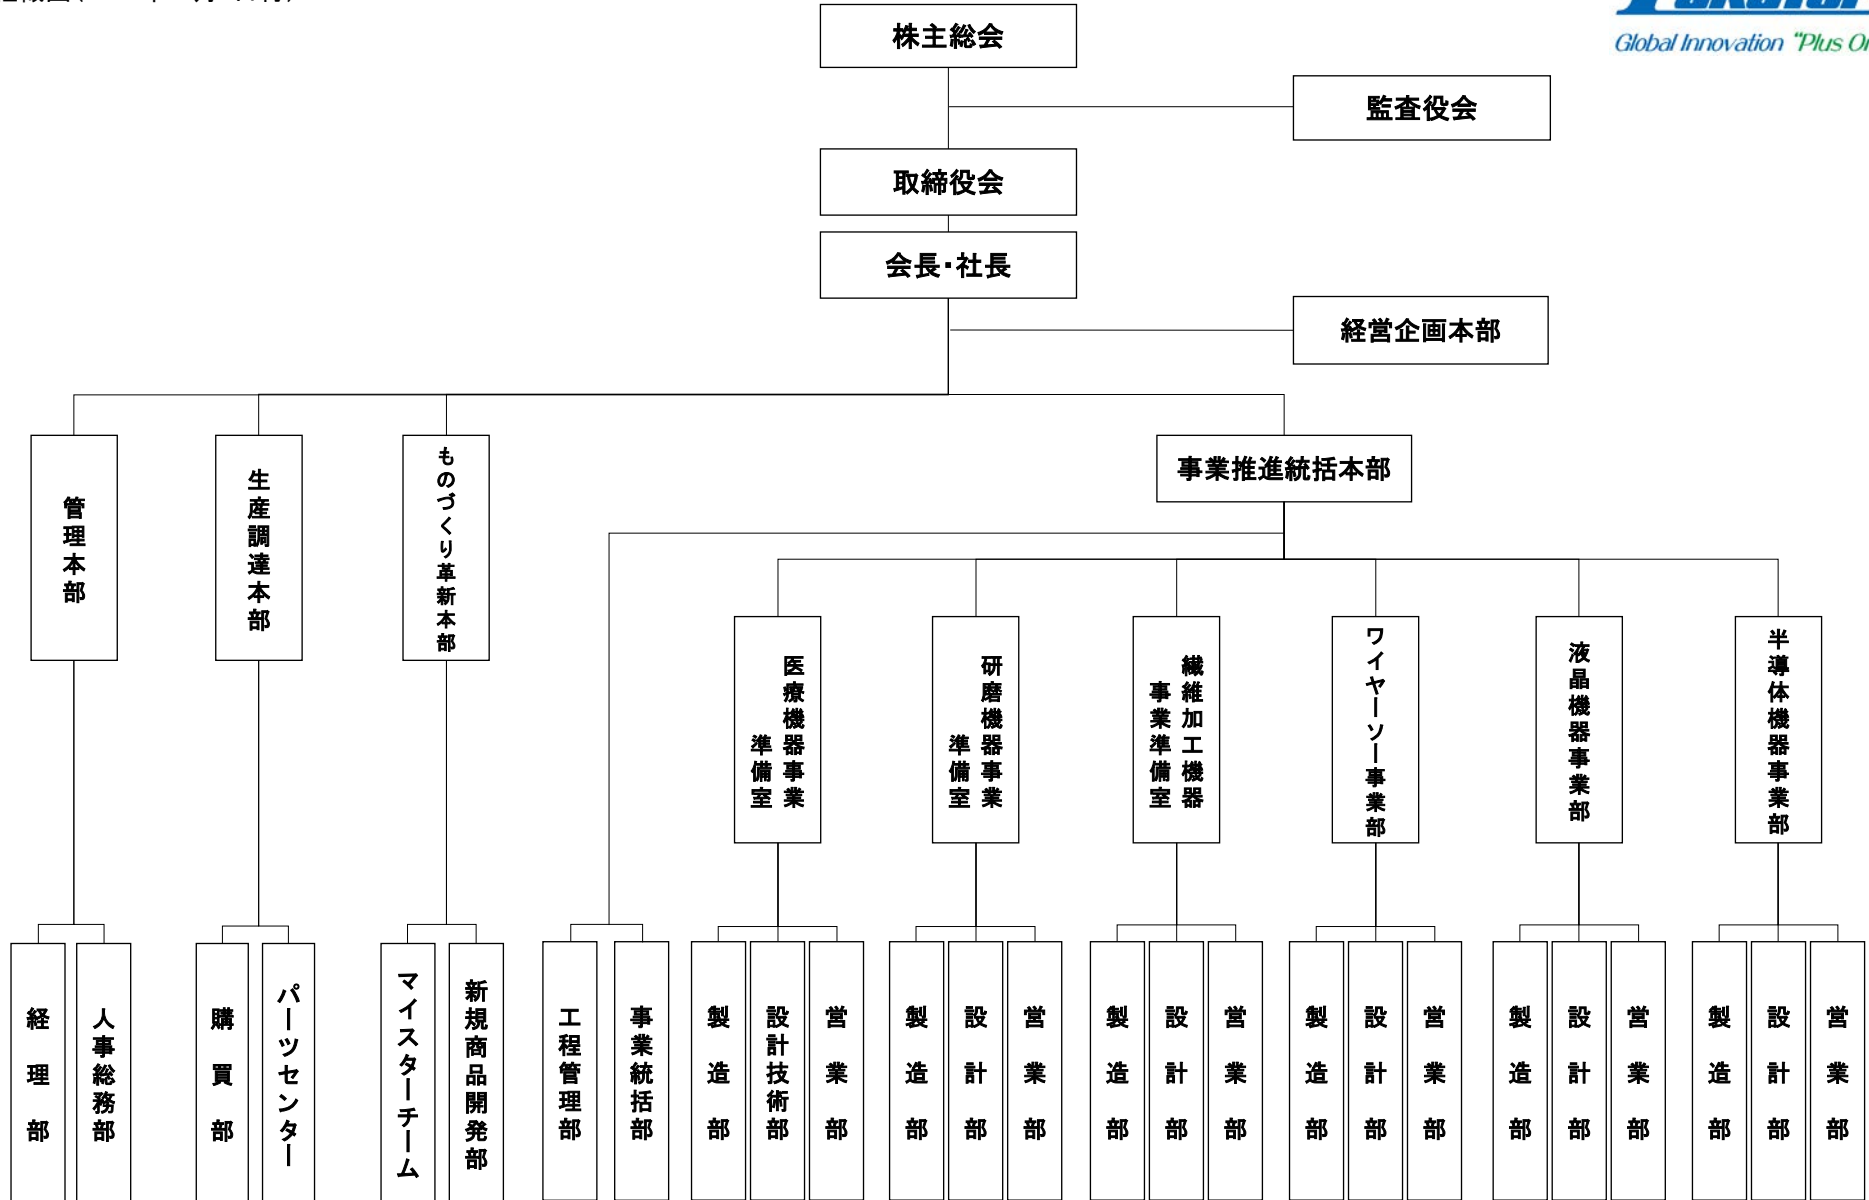 株主総会
Global Innovation "Plus
監査役会
取締役会
会長・社長
経営企画本部
管理本部
生産調達本部
ものづくり革新本部
事業推進統括本部
医療機器事業
準備室
研磨機器事業
準備室
繊維加工機器
事業準備室
ワイヤーソー事業部
液晶機器事業部
半導体機器事業部
経理部
人事総務部
購買部
パーツセンター
マイスターチーム
新規商品開発部
工程管理部
事業統括部
製造部
設計技術部
営業部
製造部
設計部
営業部
製造部
設計部
営業部
製造部
設計部
営業部
製造部
設計部
営業部
製造部
設計部
営業部